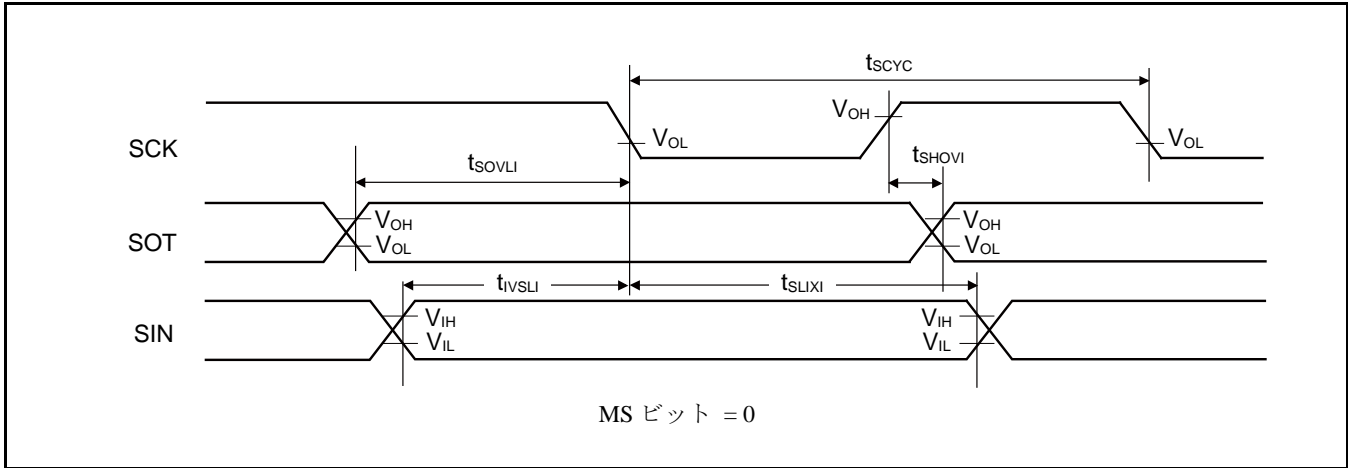 tSCYC
VOH
SCK
VOL
tSHOVI
VOL
tSOVLI
VOH
VOH
SOT
VOL
VOL
tIVSLI
tSLIXI
VIH
VIH
SIN
VIL
VIL
MS ビット = 0